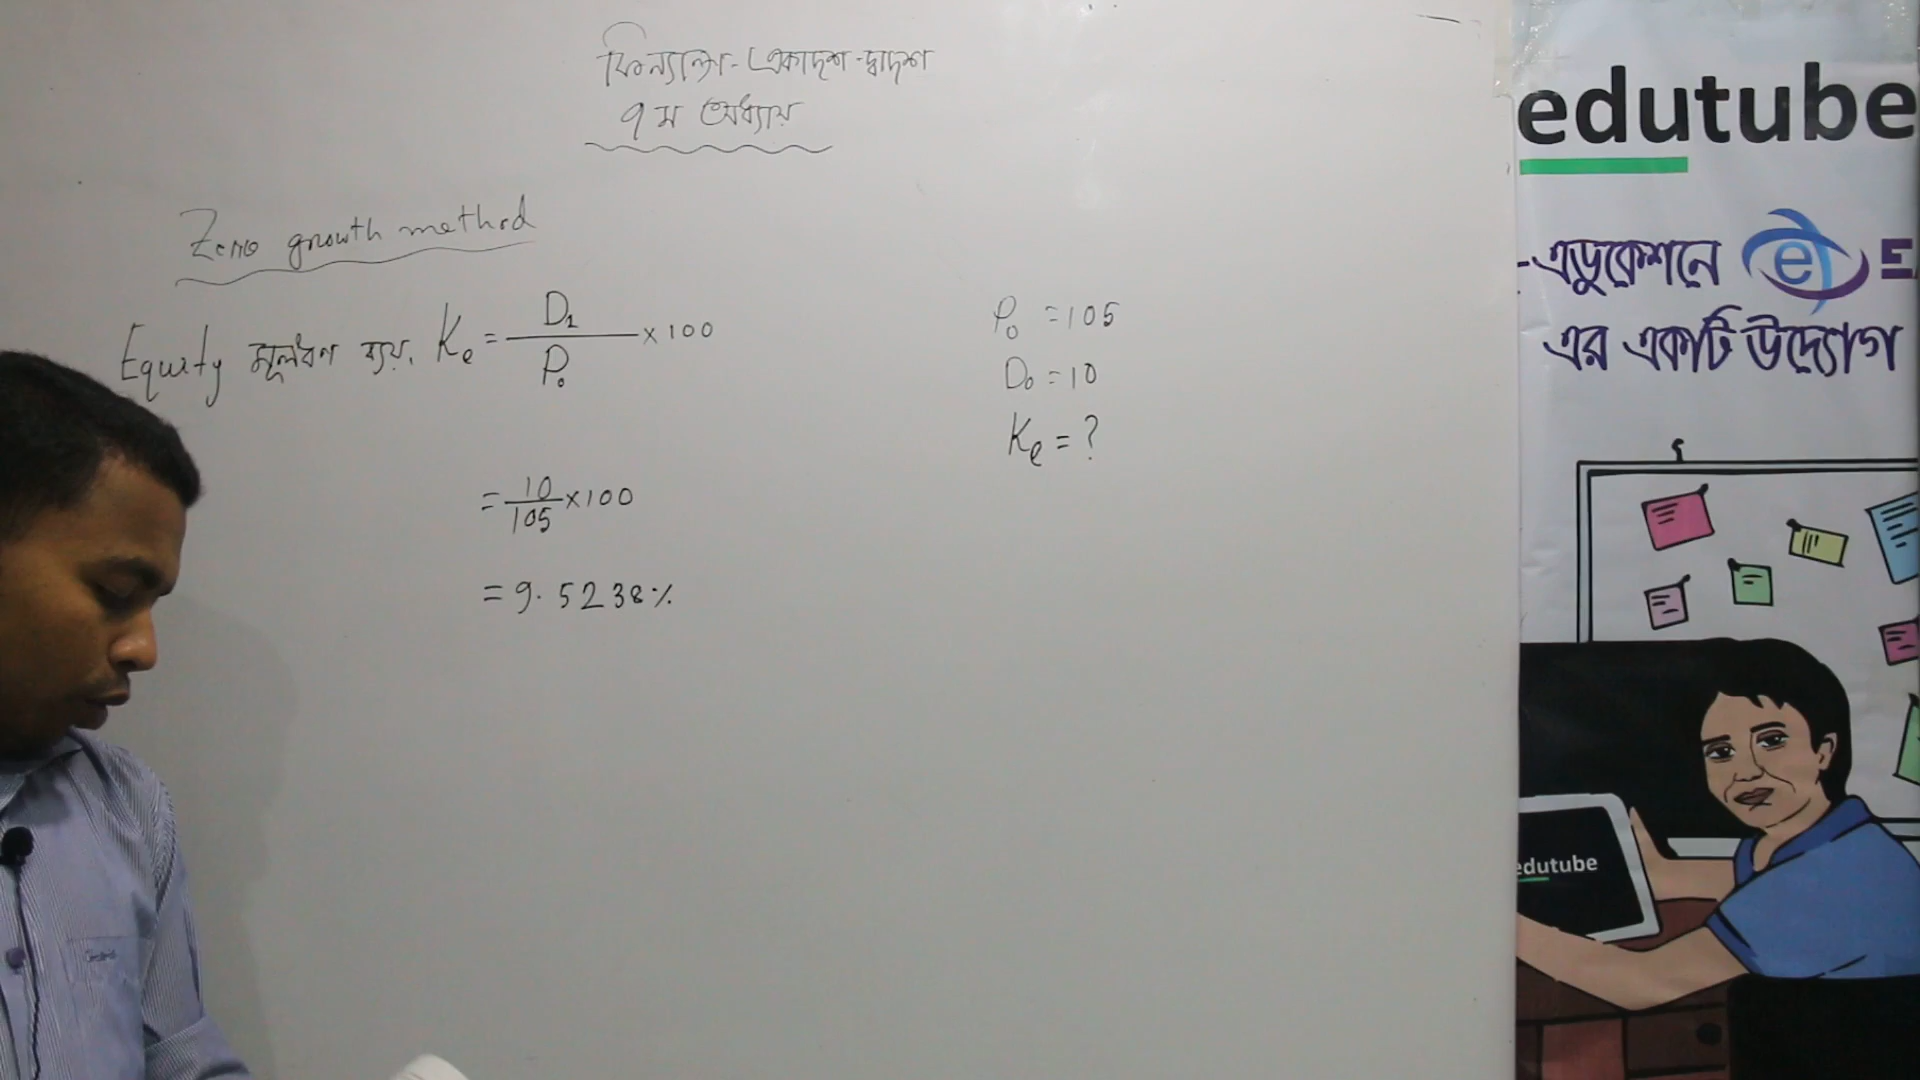 ফিন্যান্স - একাদশ - দ্বাদশ
৭ম অধ্যায়
Zero growth method
Equity মূলধন ব্যয়, Ke = D1 / P0 × 100
= 10/105 × 100
= 9.5238%
P0 = 105
D0 = 10
Ke = ?
edutube
-এডুকেশনে e E
এর একটি উদ্যোগ
edutube